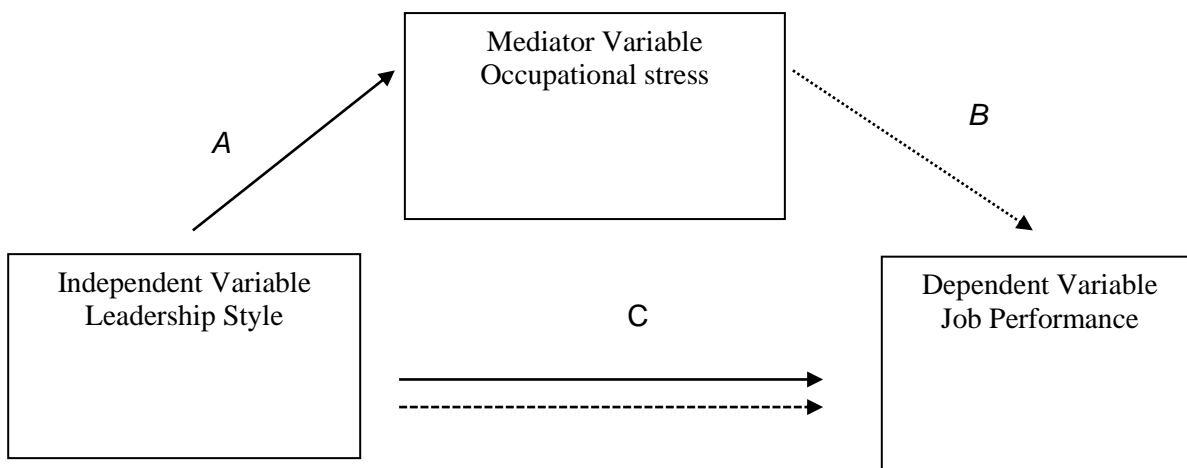 Mediator Variable
Occupational stress
A
B
Independent Variable
Leadership Style
C
Dependent Variable
Job Performance